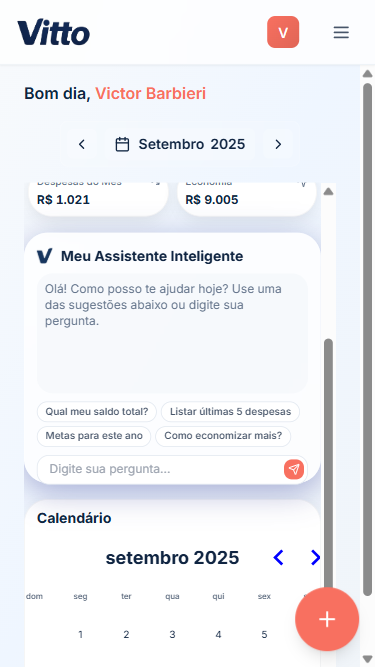 Vitto
V
Bom dia, Victor Barbieri
Setembro 2025
Despesas do Mês
Economia
R$ 1.021
R$ 9.005
Meu Assistente Inteligente
Olá! Como posso te ajudar hoje? Use uma
das sugestões abaixo ou digite sua
pergunta.
Qual meu saldo total?
Listar últimas 5 despesas
Metas para este ano
Como economizar mais?
Digite sua pergunta...
Calendário
setembro 2025
dom seg ter qua qui sex
1 2 3 4 5